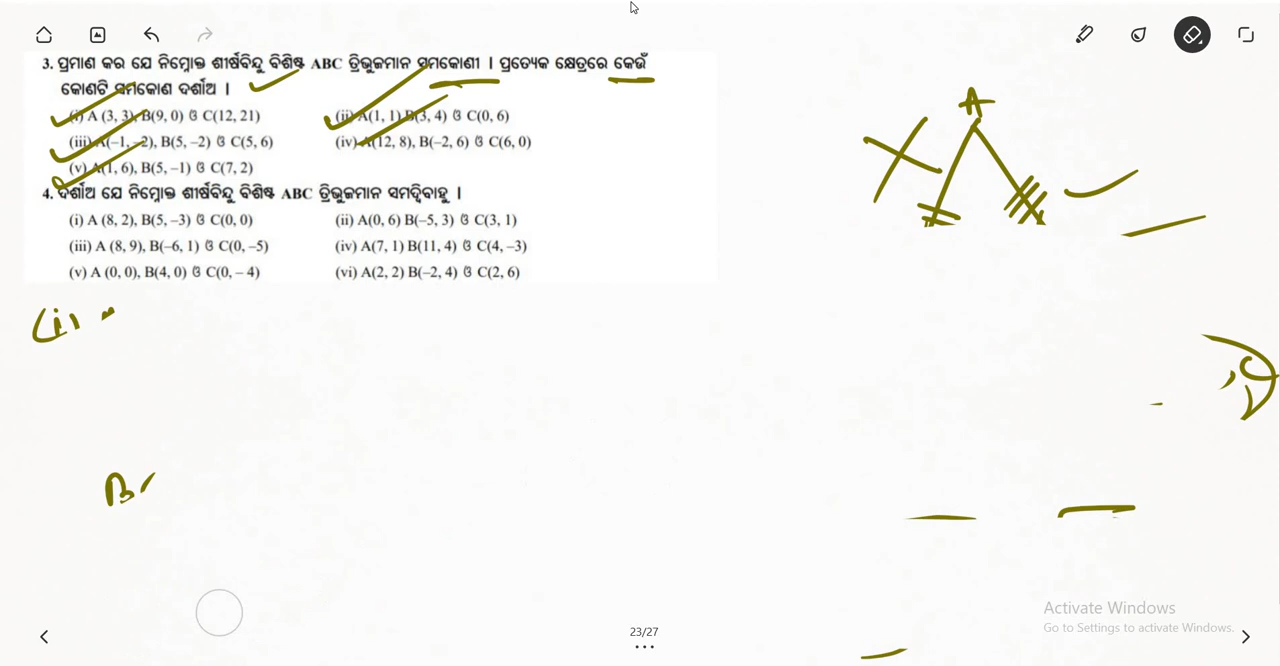 3. ପ୍ରମାଣ କର ଯେ ନିମ୍ନୋକ୍ତ ଶୀର୍ଷବିନ୍ଦୁ ବିଶିଷ୍ଟ ABC ତ୍ରିଭୁଜମାନ ସମକୋଣୀ । ପ୍ରତ୍ୟେକ କ୍ଷେତ୍ରରେ କେଉଁ
କୋଣଟି ସମକୋଣ ଦର୍ଶାଅ ।
(i) A (3, 3), B(9, 0) ଓ C(12, 21) (ii) A(1, 1) B(3, 4) ଓ C(0, 6)
(iii) A(−1, −2), B(5, −2) ଓ C(5, 6) (iv) A(12, 8), B(−2, 6) ଓ C(6, 0)
(v) A(1, 6), B(5, −1) ଓ C(7, 2)
4. ଦର୍ଶାଅ ଯେ ନିମ୍ନୋକ୍ତ ଶୀର୍ଷବିନ୍ଦୁ ବିଶିଷ୍ଟ ABC ତ୍ରିଭୁଜମାନ ସମଦ୍ବିବାହୁ ।
(i) A (8, 2), B(5, −3) ଓ C(0, 0) (ii) A(0, 6) B(−5, 3) ଓ C(3, 1)
(iii) A (8, 9), B(−6, 1) ଓ C(0, −5) (iv) A(7, 1) B(11, 4) ଓ C(4, −3)
(v) A (0, 0), B(4, 0) ଓ C(0, − 4) (vi) A(2, 2) B(−2, 4) ଓ C(2, 6)
A
B
Activate Windows
Go to Settings to activate Windows.
23/27